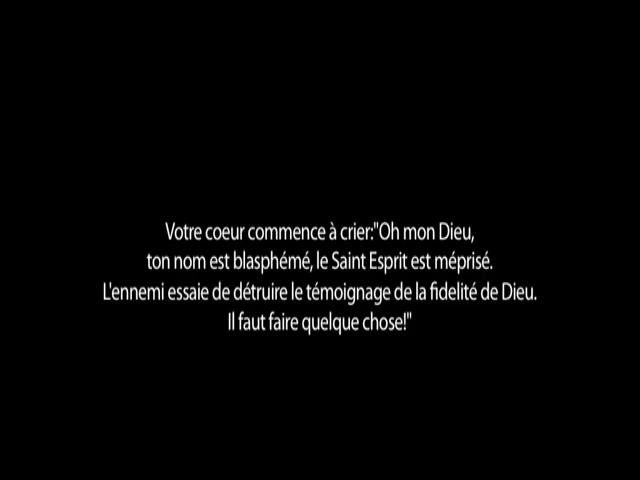 Votre coeur commence à crier:"Oh mon Dieu,
ton nom est blasphémé, le Saint Esprit est méprisé.
L'ennemi essaie de détruire le témoignage de la fidelité de Dieu.
Il faut faire quelque chose!"